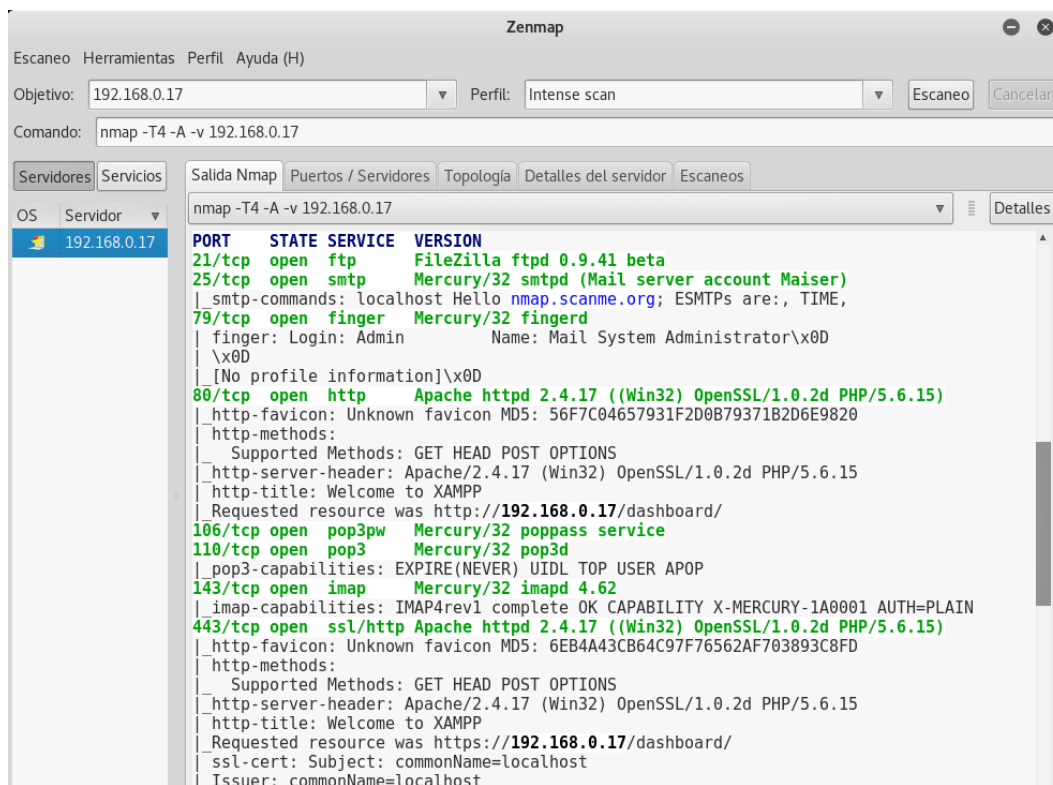 Zenmap
Escaneo Herramientas Perfil Ayuda (H)
Objetivo: 192.168.0.17 Perfil: Intense scan Escaneo Cancelar
Comando: nmap -T4 -A -v 192.168.0.17
Servidores Servicios Salida Nmap Puertos / Servidores Topología Detalles del servidor Escaneos
OS Servidor nmap -T4 -A -v 192.168.0.17 Detalles
192.168.0.17
PORT STATE SERVICE VERSION
21/tcp open ftp FileZilla ftpd 0.9.41 beta
25/tcp open smtp Mercury/32 smtpd (Mail server account Maiser)
|_smtp-commands: localhost Hello nmap.scanme.org; ESMTPs are:, TIME,
79/tcp open finger Mercury/32 fingerd
| finger: Login: Admin Name: Mail System Administrator\x0D
| \x0D
|_[No profile information]\x0D
80/tcp open http Apache httpd 2.4.17 ((Win32) OpenSSL/1.0.2d PHP/5.6.15)
|_http-favicon: Unknown favicon MD5: 56F7C04657931F2D0B79371B2D6E9820
| http-methods:
|_ Supported Methods: GET HEAD POST OPTIONS
|_http-server-header: Apache/2.4.17 (Win32) OpenSSL/1.0.2d PHP/5.6.15
| http-title: Welcome to XAMPP
|_Requested resource was http://192.168.0.17/dashboard/
106/tcp open pop3pw Mercury/32 poppass service
110/tcp open pop3 Mercury/32 pop3d
|_pop3-capabilities: EXPIRE(NEVER) UIDL TOP USER APOP
143/tcp open imap Mercury/32 imapd 4.62
|_imap-capabilities: IMAP4rev1 complete OK CAPABILITY X-MERCURY-1A0001 AUTH=PLAIN
443/tcp open ssl/http Apache httpd 2.4.17 ((Win32) OpenSSL/1.0.2d PHP/5.6.15)
|_http-favicon: Unknown favicon MD5: 6EB4A43CB64C97F76562AF703893C8FD
| http-methods:
|_ Supported Methods: GET HEAD POST OPTIONS
|_http-server-header: Apache/2.4.17 (Win32) OpenSSL/1.0.2d PHP/5.6.15
| http-title: Welcome to XAMPP
|_Requested resource was https://192.168.0.17/dashboard/
| ssl-cert: Subject: commonName=localhost
| Issuer: commonName=localhost